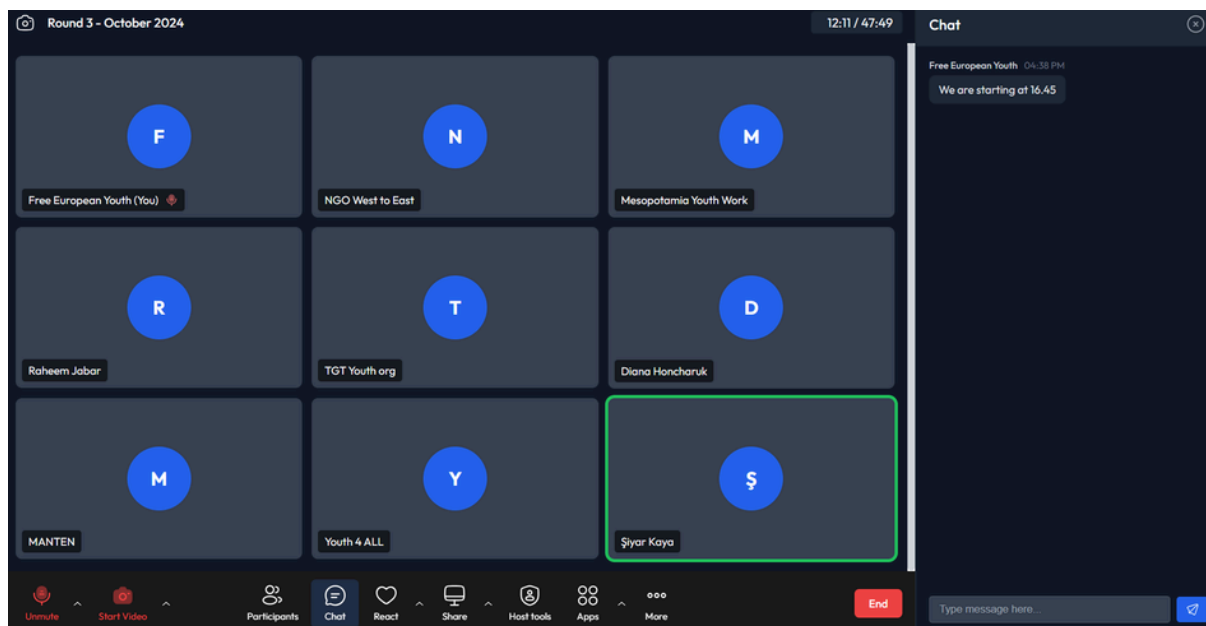 Round 3 - October 2024
12:11 / 47:49
F
Free European Youth (You)
N
NGO West to East
M
Mesopotamia Youth Work
R
Raheem Jabar
T
TGT Youth org
D
Diana Honcharuk
M
MANTEN
Y
Youth 4 ALL
Ş
Şiyar Kaya
Unmute
Start Video
Participants
Chat
React
Share
Host tools
Apps
More
End
Chat
Free European Youth 04:38 PM
We are starting at 16.45
Type message here...